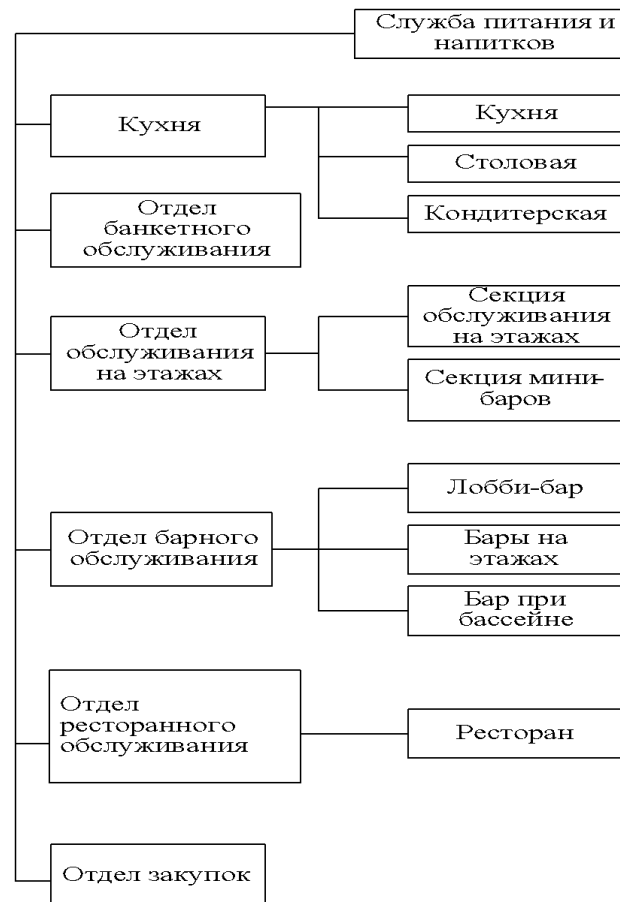 Служба питания и
напитков
Кухня
Кухня
Столовая
Кондитерская
Отдел
банкетного
обслуживания
Отдел
обслуживания
на этажах
Секция
обслуживания
на этажах
Секция мини-
баров
Отдел барного
обслуживания
Лобби-бар
Бары на
этажах
Бар при
бассейне
Отдел
ресторанного
обслуживания
Ресторан
Отдел закупок